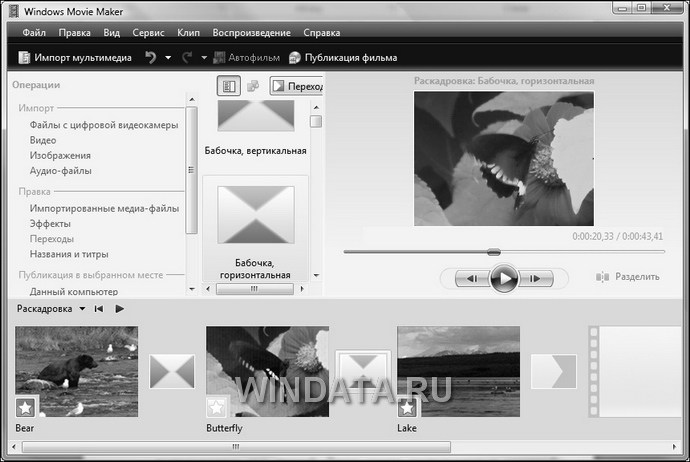 Windows Movie Maker
Файл Правка Вид Сервис Клип Воспроизведение Справка
Импорт мультимедиа Автофильм Публикация фильма
Операции
Импорт
Файлы с цифровой видеокамеры
Видео
Изображения
Аудио-файлы
Правка
Импортированные медиа-файлы
Эффекты
Переходы
Названия и титры
Публикация в выбранном месте
Данный компьютер
Переход
Бабочка, вертикальная
Бабочка,
горизонтальная
Раскадровка: Бабочка, горизонтальная
0:00:20,33 / 0:00:43,41
Разделить
Раскадровка
WINDATA.RU
Bear
Butterfly
Lake